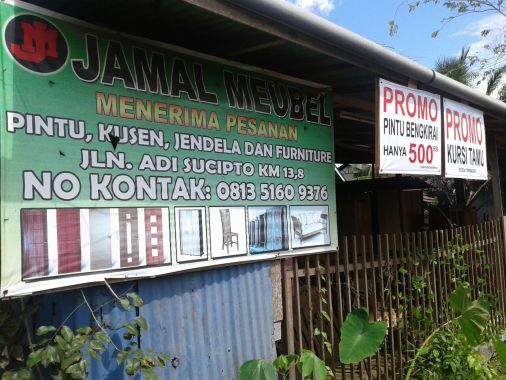 JM
JAMAL MEUBEL
MENERIMA PESANAN
PINTU, KUSEN, JENDELA DAN FURNITURE
JLN. ADI SUCIPTO KM 13,8
NO KONTAK: 0813 5160 9376
PROMO
PINTU BENGKIRAI
HANYA 500RB
PROMO
KURSI TAMU